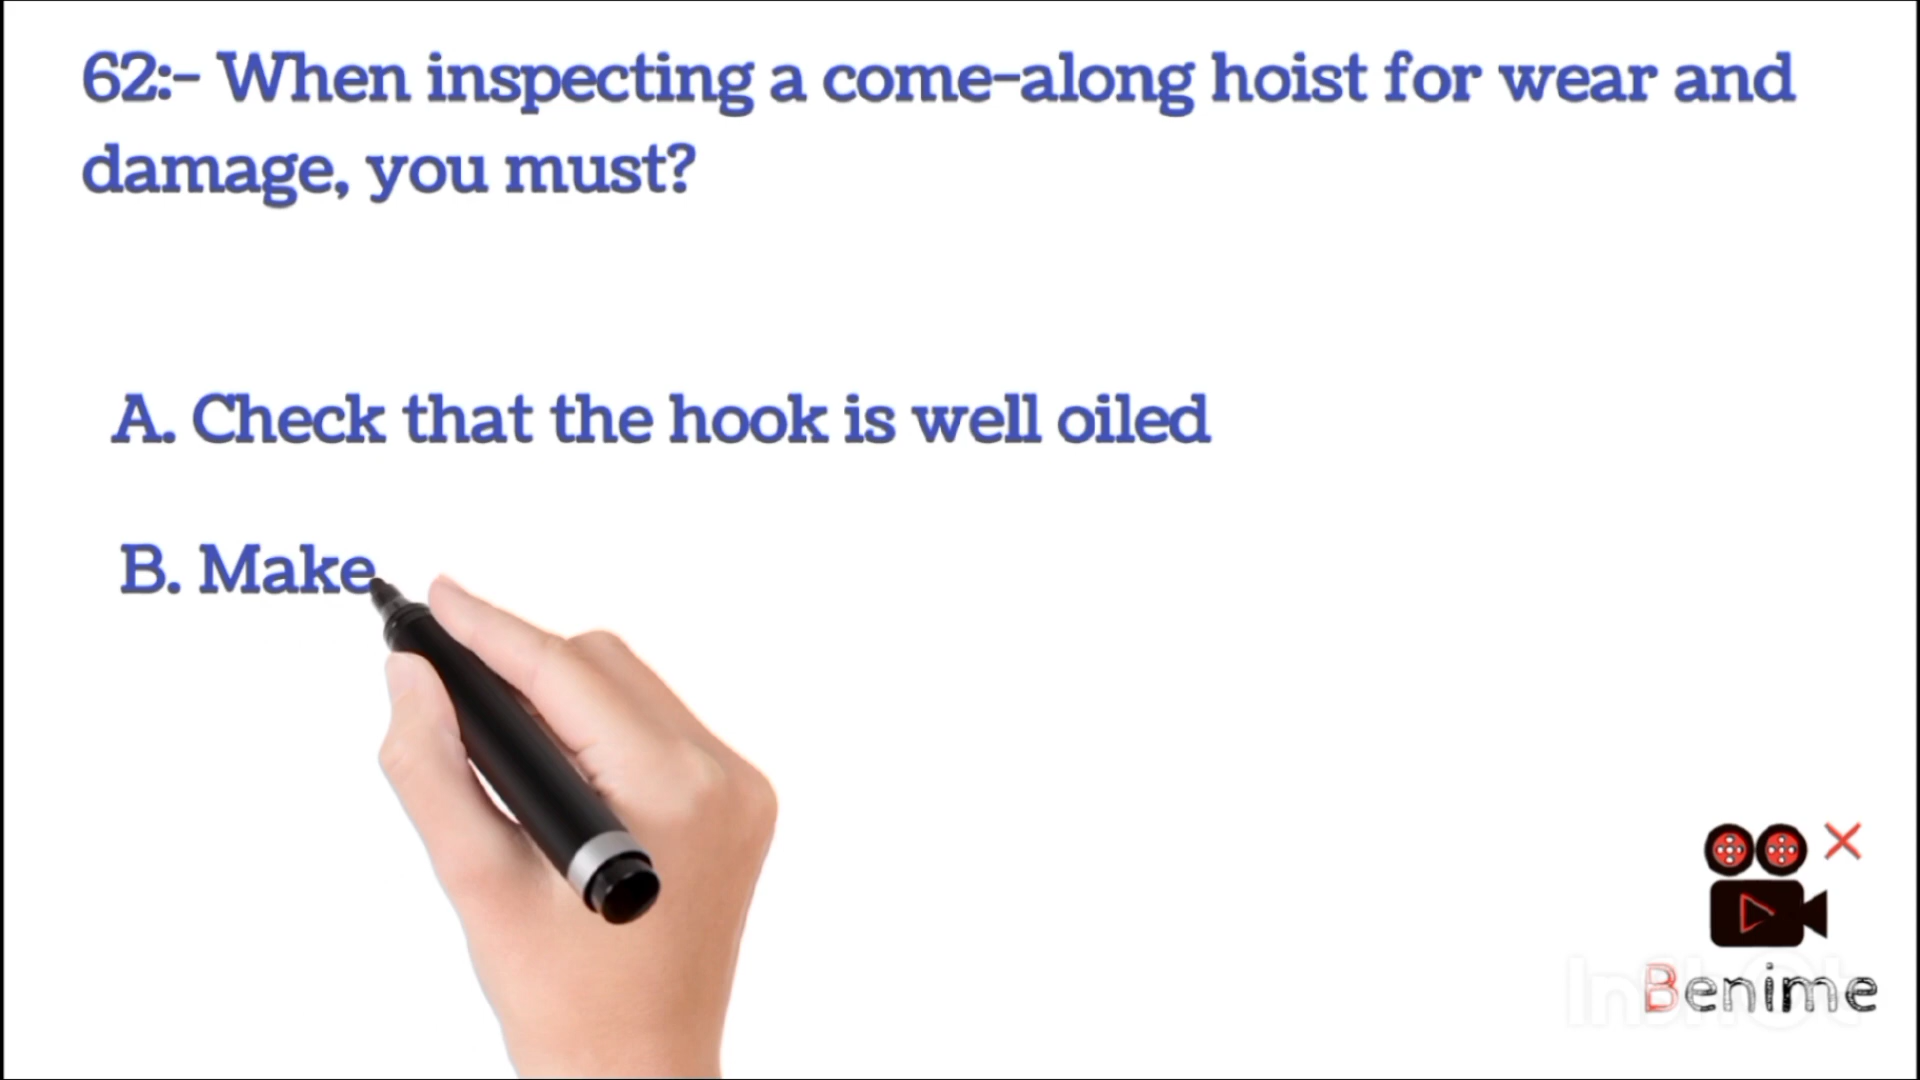 62:- When inspecting a come-along hoist for wear and
damage, you must?
A. Check that the hook is well oiled
B. Make
InShot
Benime